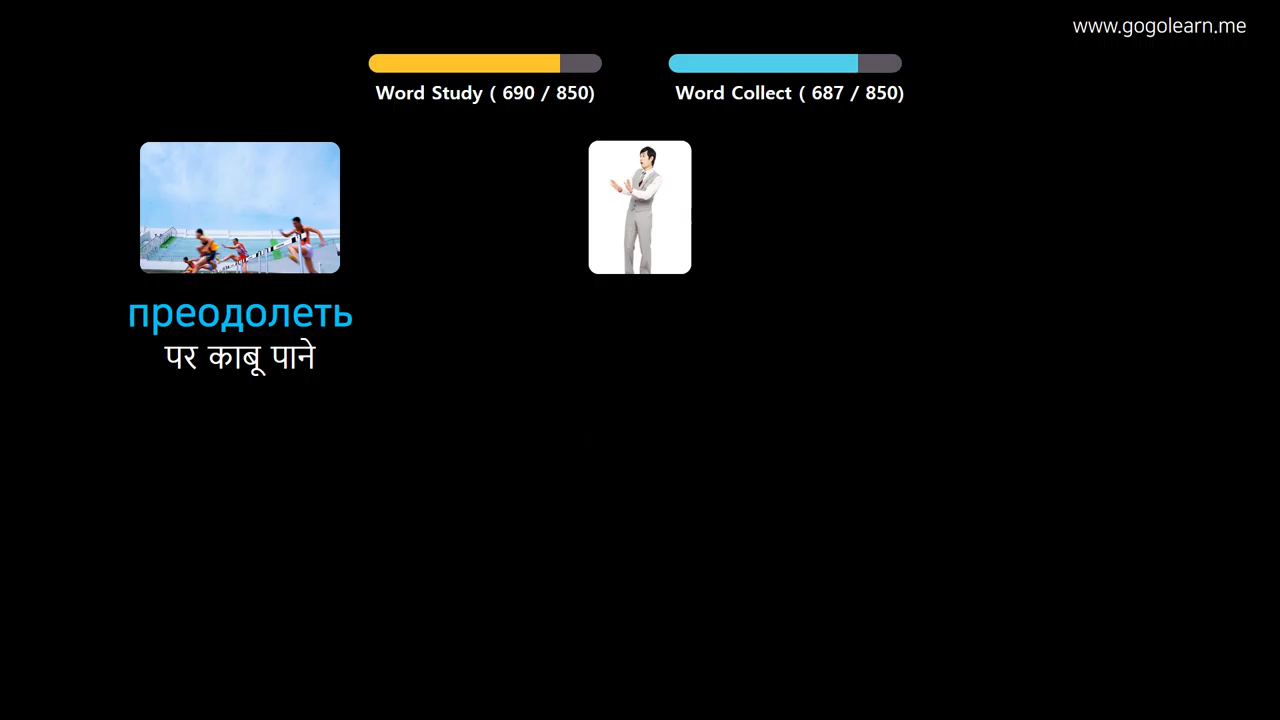 www.gogolearn.me
Word Study ( 690 / 850)
Word Collect ( 687 / 850)
преодолеть
पर काबू पाने